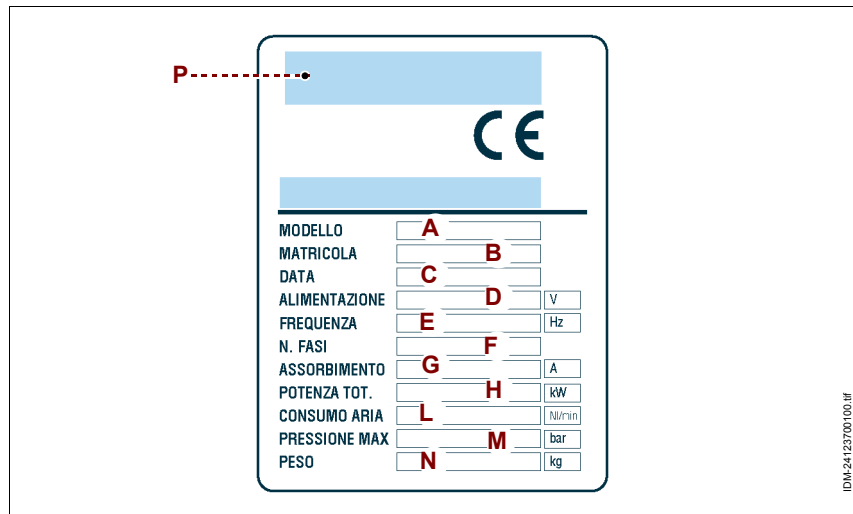 P
CE
MODELLO A
MATRICOLA B
DATA C
ALIMENTAZIONE D V
FREQUENZA E Hz
N. FASI F
ASSORBIMENTO G A
POTENZA TOT. H kW
CONSUMO ARIA L Nl/min
PRESSIONE MAX M bar
PESO N kg
IDM-24123700100.tif